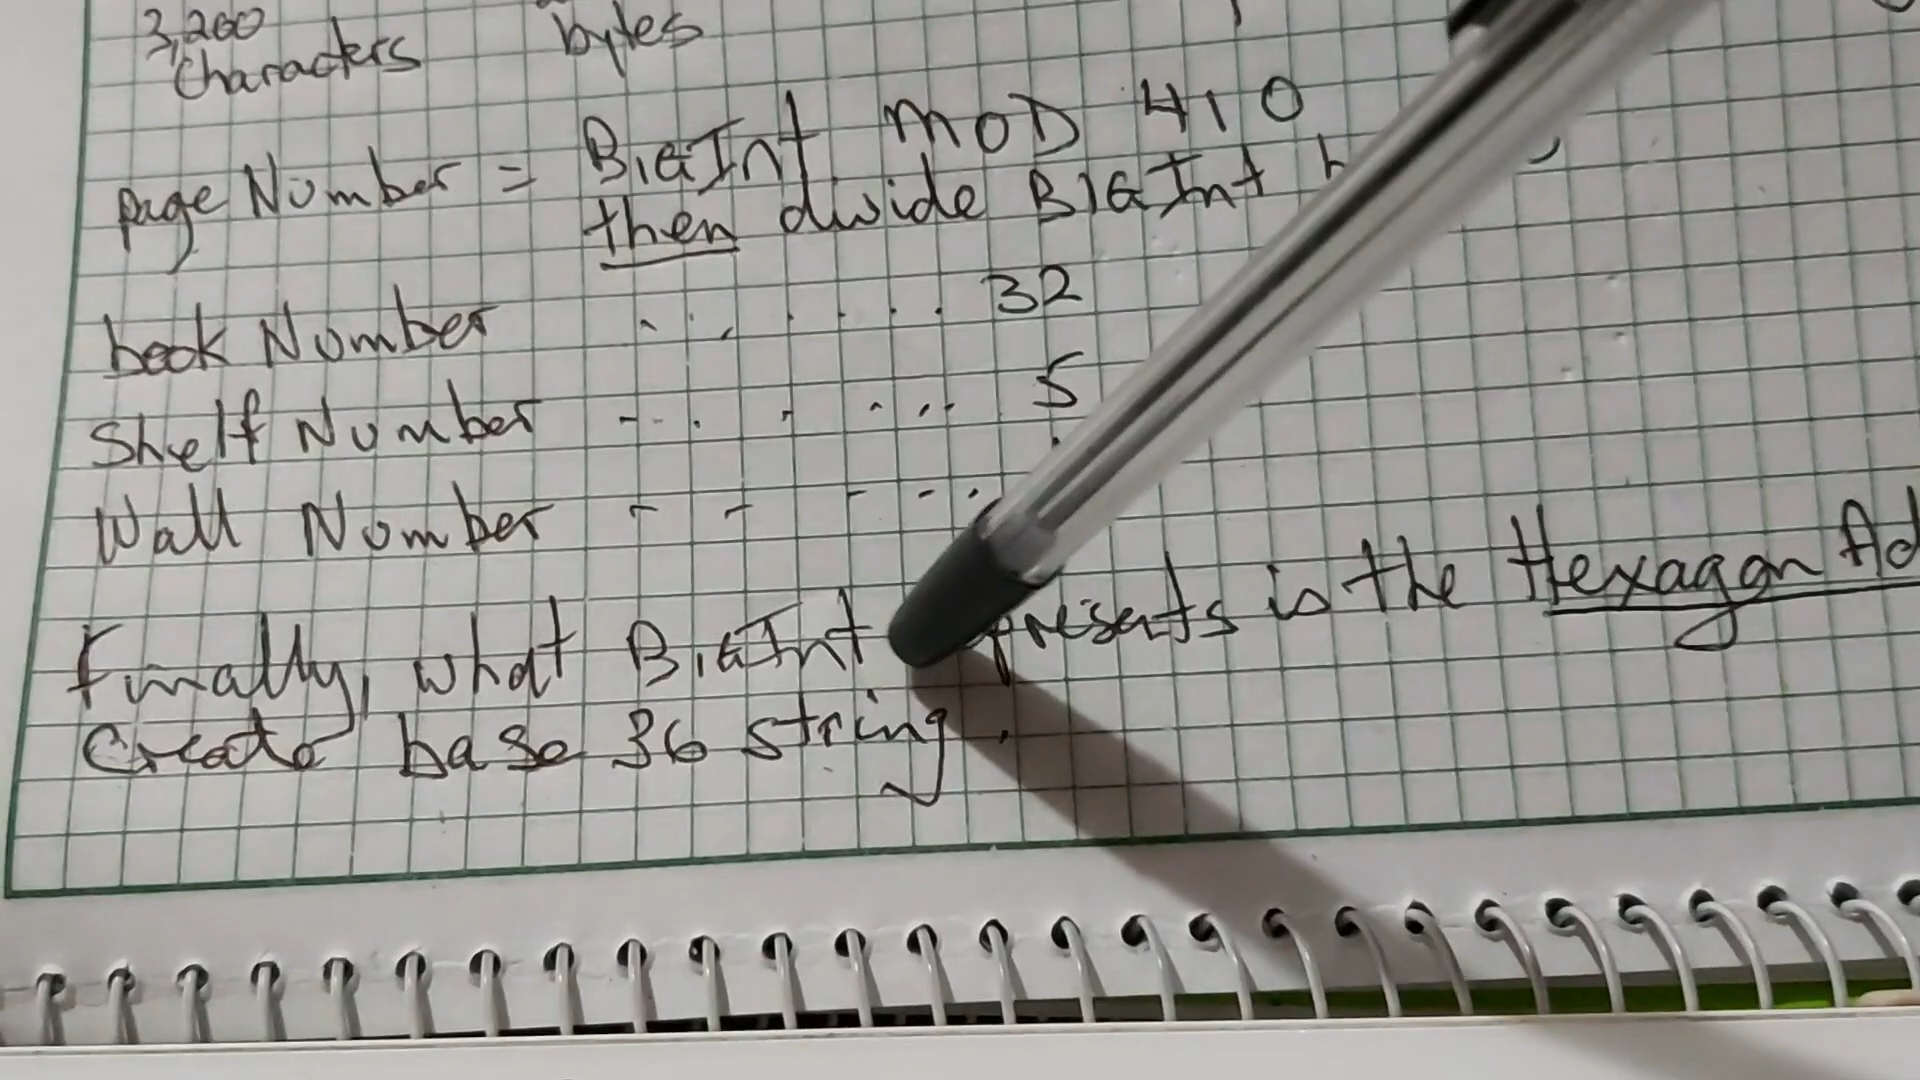 3,200 bytes
Characters
page Number = BIGInt MOD 410
then divide BIGInt
book Number . . . . . . . 32
Shelf Number - . . . . . . 5
Wall Number - - - - . .
Finally, what BIGInt is the Hexagon
Create base 36 string.